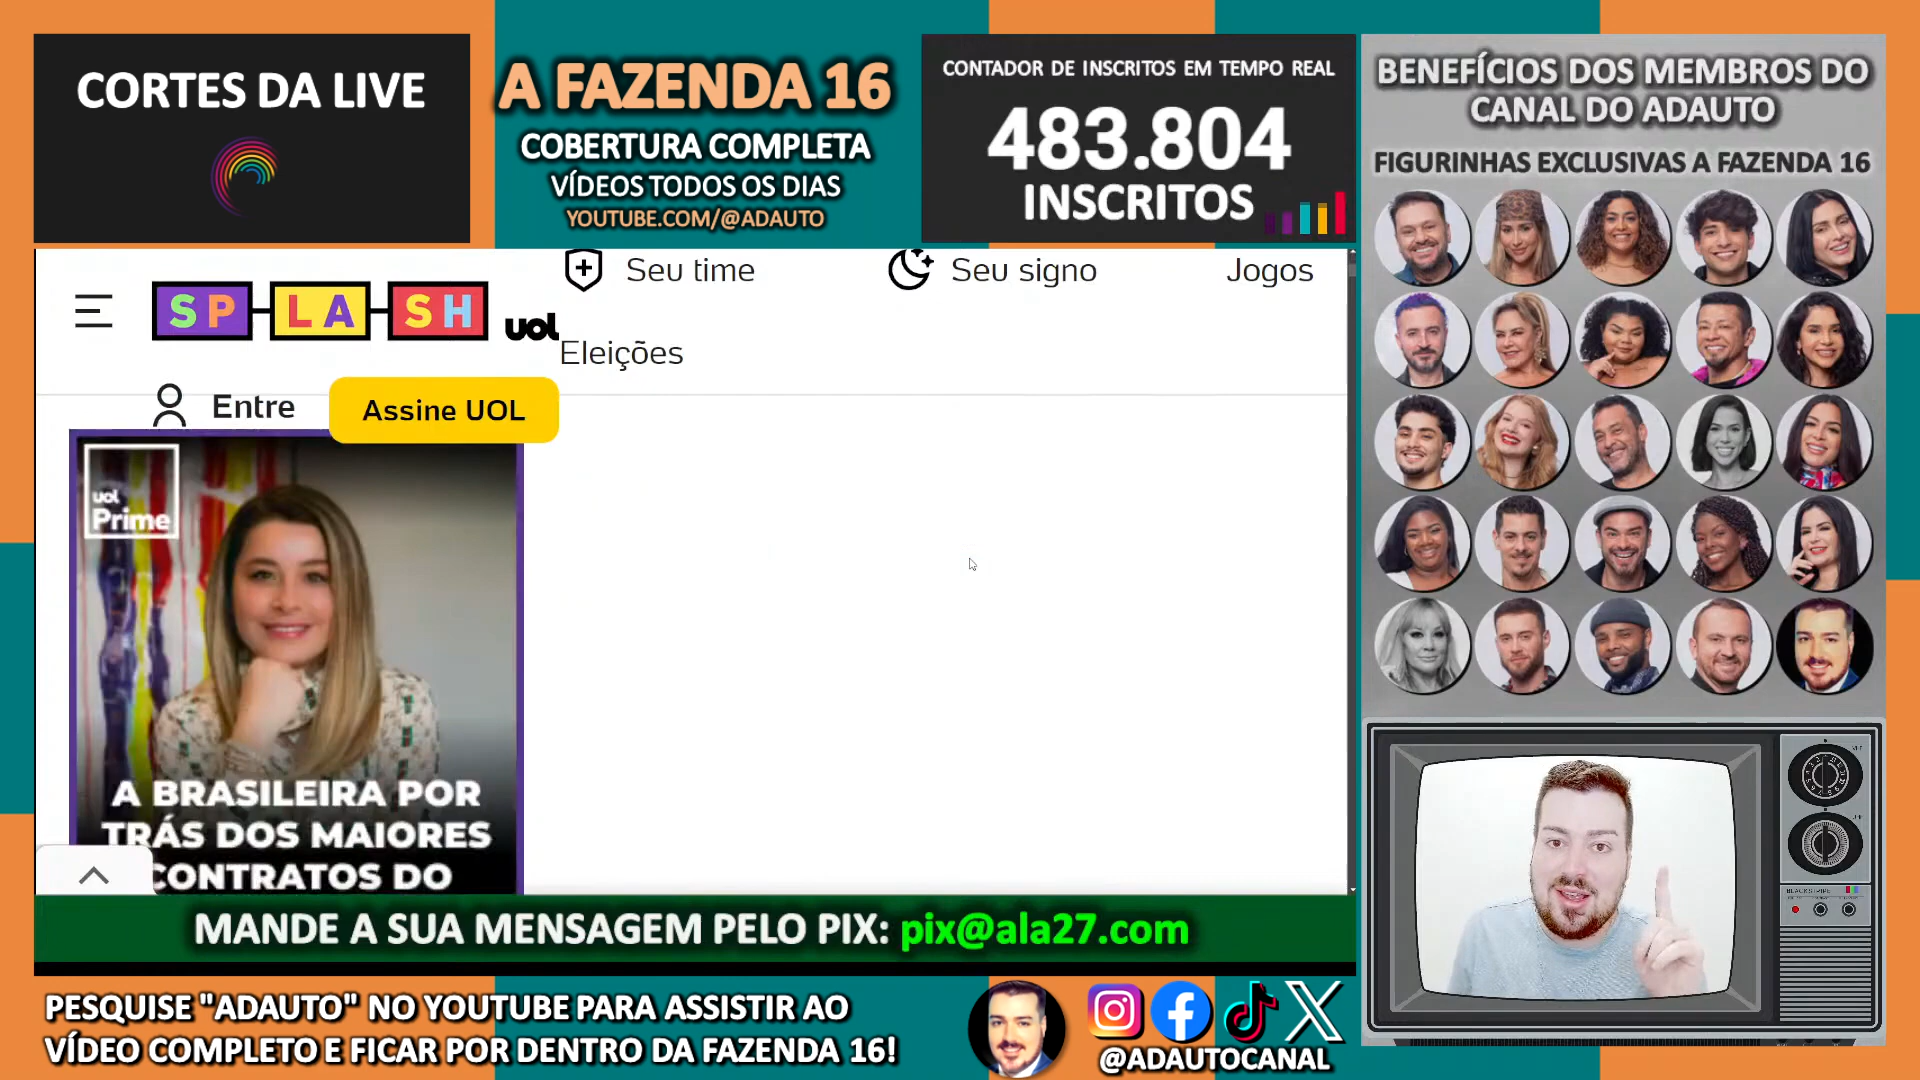 CORTES DA LIVE
A FAZENDA 16
COBERTURA COMPLETA
VÍDEOS TODOS OS DIAS
YOUTUBE.COM/@ADAUTO
CONTADOR DE INSCRITOS EM TEMPO REAL
483.804
INSCRITOS
BENEFÍCIOS DOS MEMBROS DO
CANAL DO ADAUTO
FIGURINHAS EXCLUSIVAS A FAZENDA 16
SPLASH
uol
Seu time
Seu signo
Jogos
Eleições
Entre
Assine UOL
uol
Prime
A BRASILEIRA POR
TRÁS DOS MAIORES
CONTRATOS DO
MANDE A SUA MENSAGEM PELO PIX: pix@ala27.com
PESQUISE "ADAUTO" NO YOUTUBE PARA ASSISTIR AO
VÍDEO COMPLETO E FICAR POR DENTRO DA FAZENDA 16!
@ADAUTOCANAL